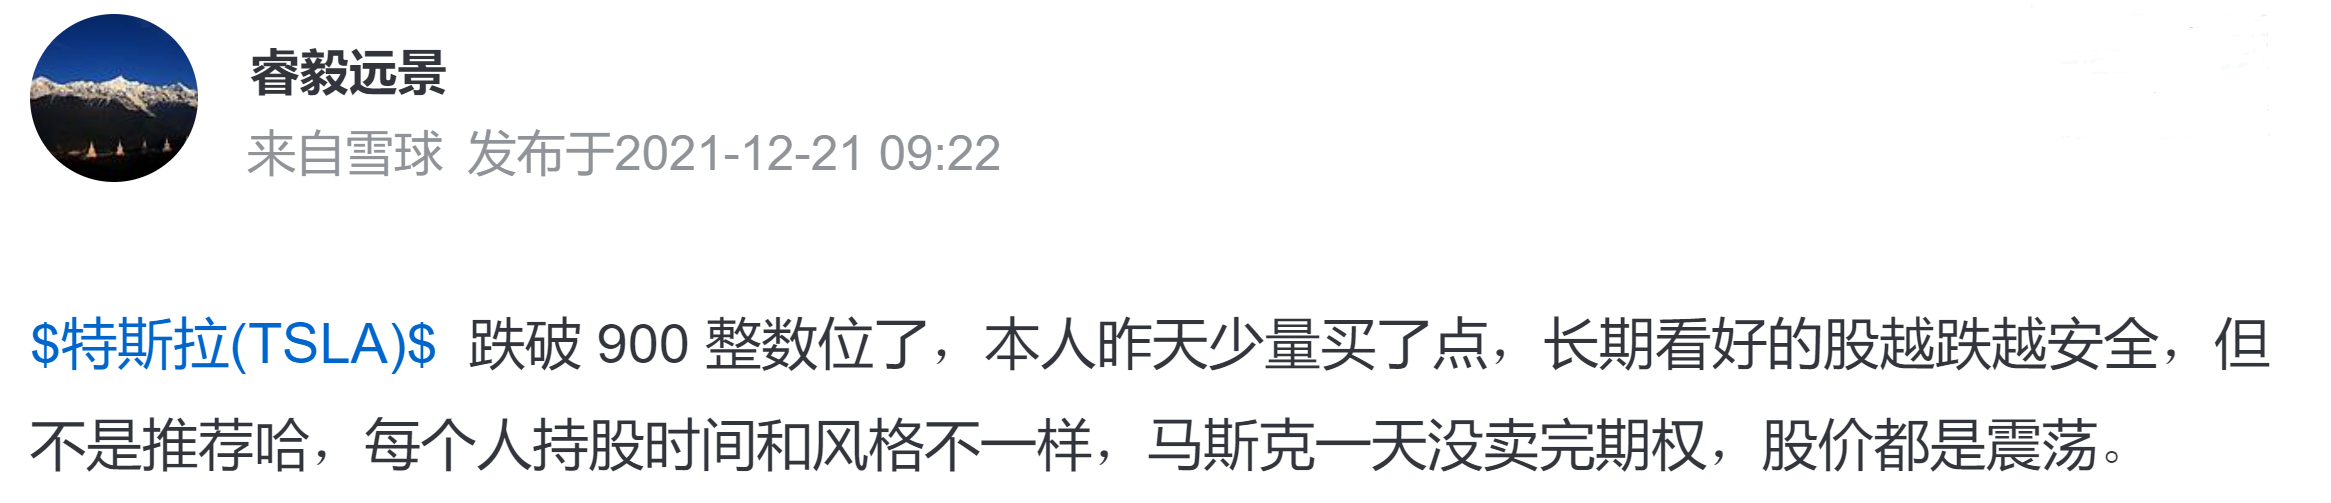 睿毅远景
来自雪球 发布于2021-12-21 09:22
$特斯拉(TSLA)$ 跌破 900 整数位了，本人昨天少量买了点，长期看好的股越跌越安全，但
不是推荐哈，每个人持股时间和风格不一样，马斯克一天没卖完期权，股价都是震荡。